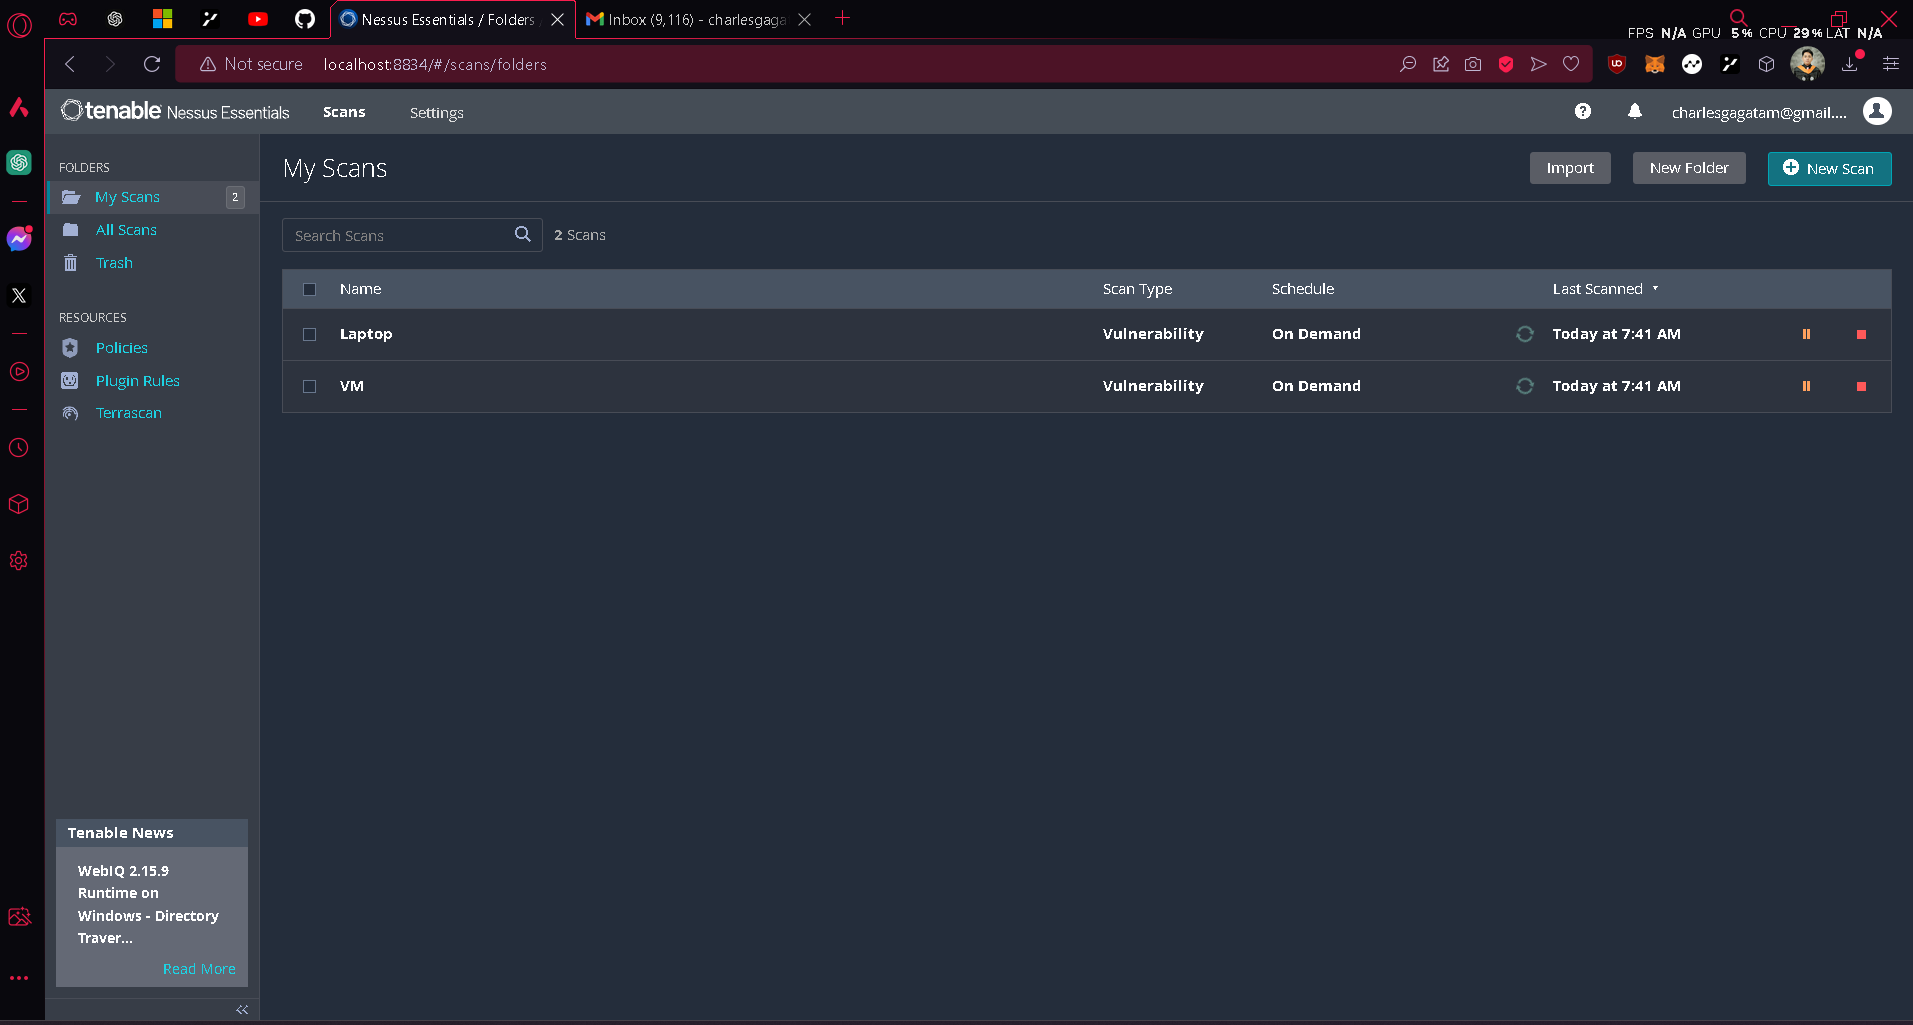 Nessus Essentials / Folders
Inbox (9,116) - charlesgaga
FPS N/A GPU 5% CPU 29% LAT N/A
Not secure localhost:8834/#/scans/folders
tenable Nessus Essentials Scans Settings charlesgagatam@gmail....
FOLDERS
My Scans 2
All Scans
Trash
RESOURCES
Policies
Plugin Rules
Terrascan
My Scans
Import New Folder New Scan
Search Scans 2 Scans
Name Scan Type Schedule Last Scanned
Laptop Vulnerability On Demand Today at 7:41 AM
VM Vulnerability On Demand Today at 7:41 AM
Tenable News
WebIQ 2.15.9
Runtime on
Windows - Directory
Traver...
Read More